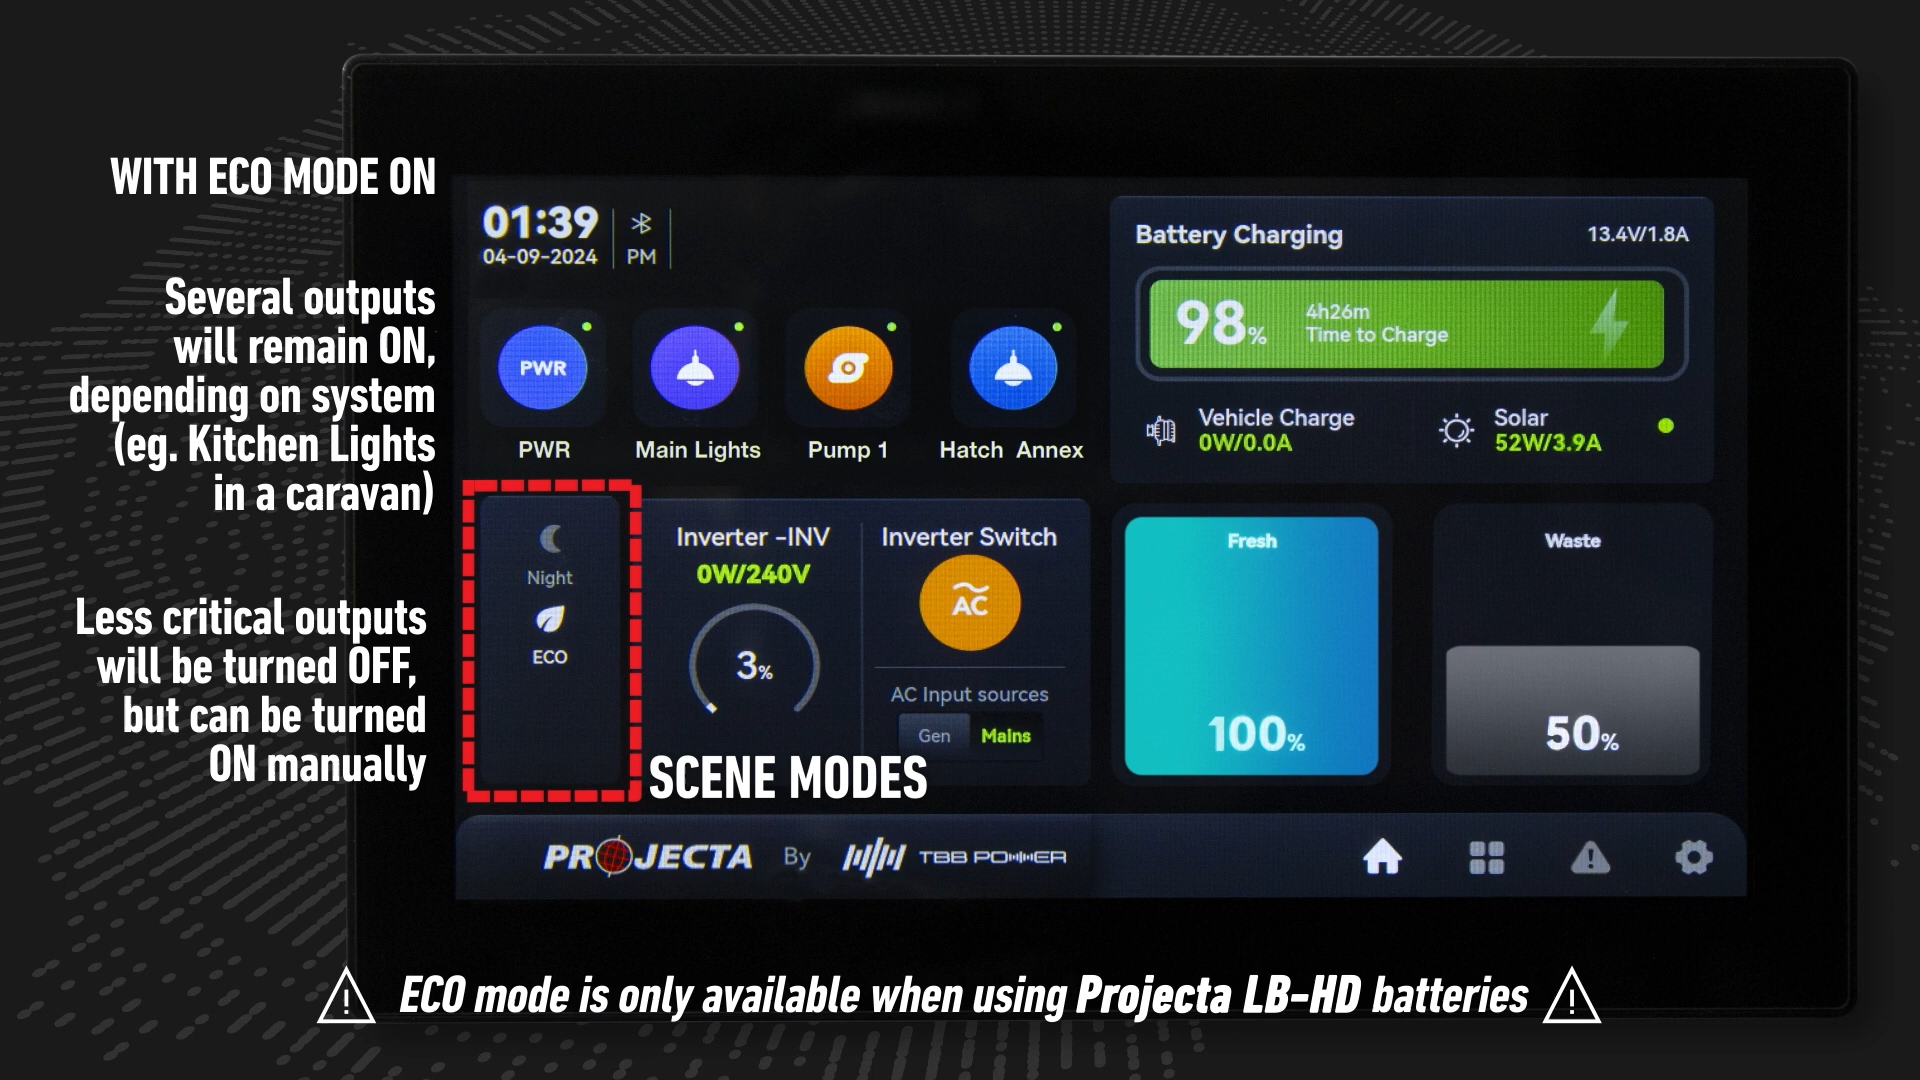 WITH ECO MODE ON
Several outputs
will remain ON,
depending on system
(eg. Kitchen Lights
in a caravan)
Less critical outputs
will be turned OFF,
but can be turned
ON manually
01:39
04-09-2024
PM
PWR
PWR
Main Lights
Pump 1
Hatch Annex
Battery Charging
13.4V/1.8A
98%
4h26m
Time to Charge
Vehicle Charge
0W/0.0A
Solar
52W/3.9A
Night
ECO
Inverter -INV
0W/240V
3%
Inverter Switch
AC
AC Input sources
Gen
Mains
SCENE MODES
Fresh
100%
Waste
50%
PROJECTA By TBB POWER
ECO mode is only available when using Projecta LB-HD batteries